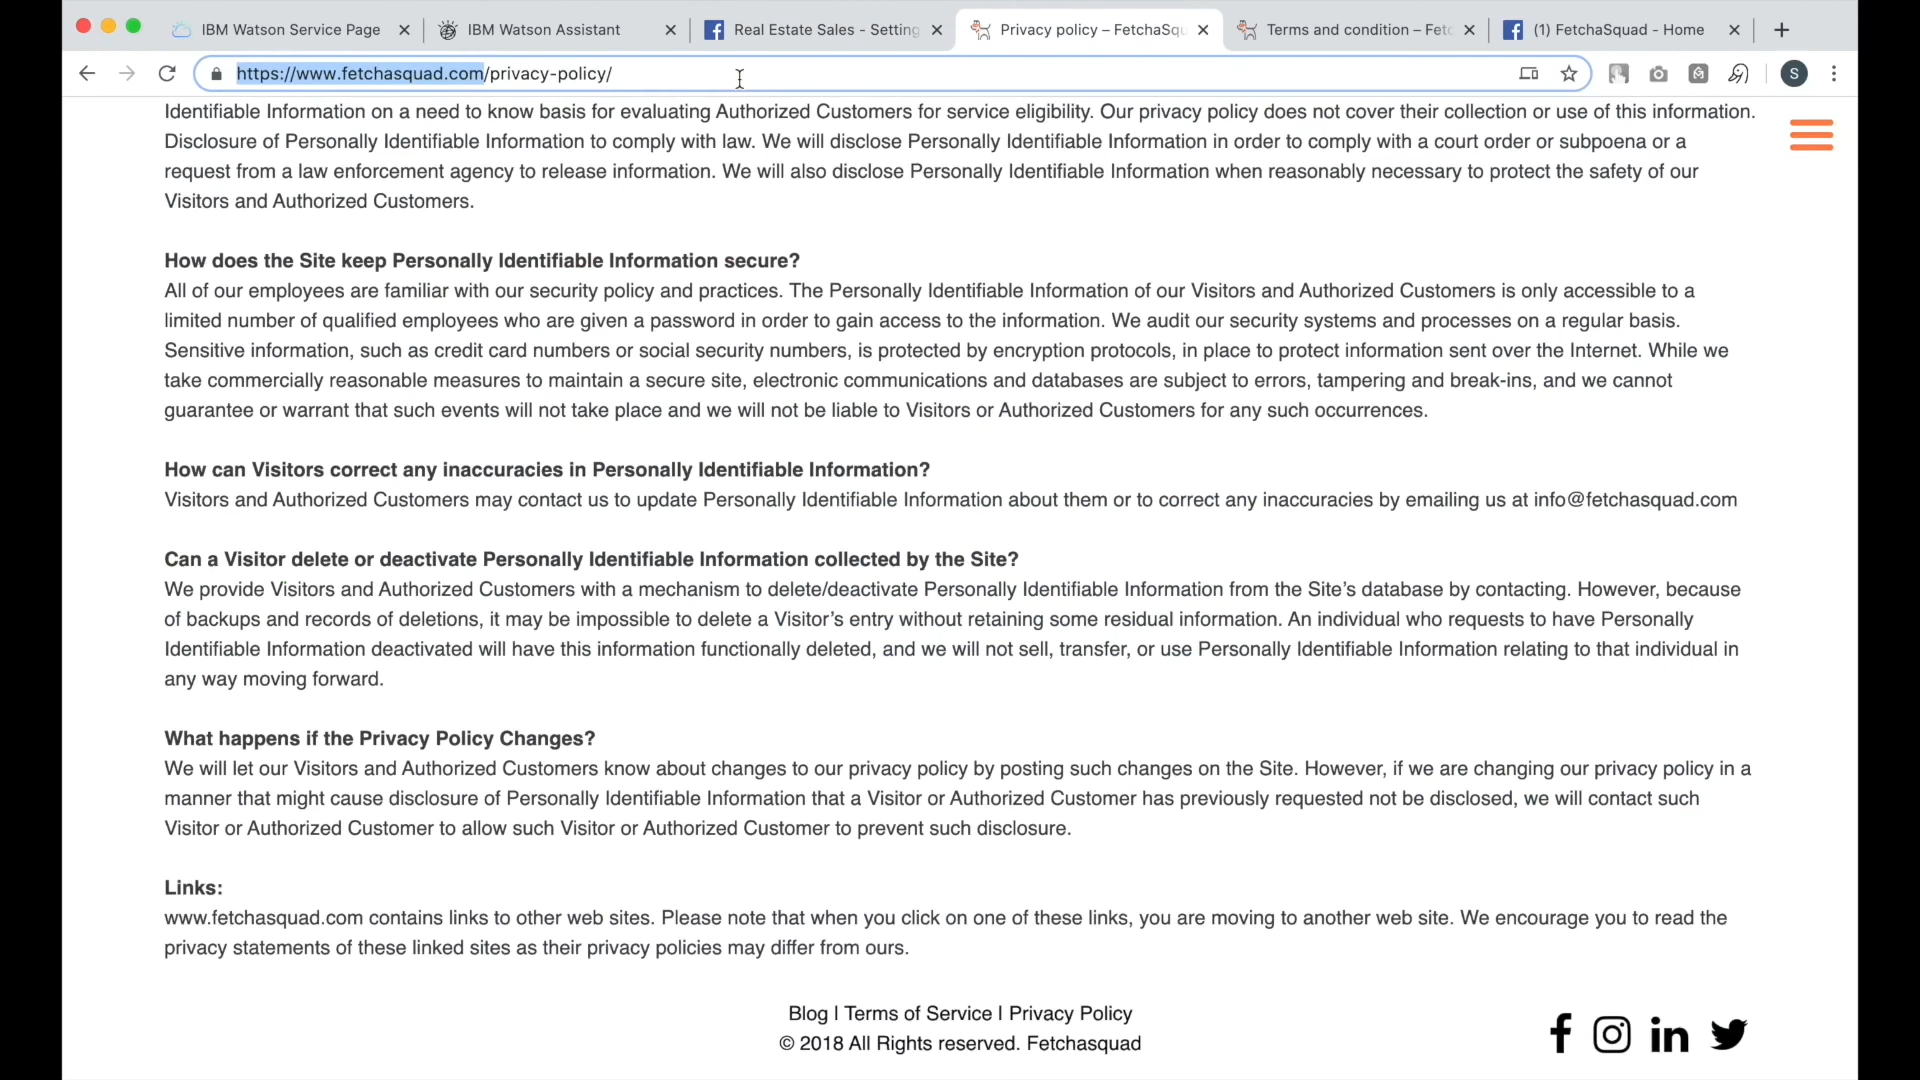 IBM Watson Service Page
IBM Watson Assistant
Real Estate Sales - Setting
Privacy policy – FetchaSqu
Terms and condition – Fetc
(1) FetchaSquad - Home
https://www.fetchasquad.com/privacy-policy/
S
Identifiable Information on a need to know basis for evaluating Authorized Customers for service eligibility. Our privacy policy does not cover their collection or use of this information.
Disclosure of Personally Identifiable Information to comply with law. We will disclose Personally Identifiable Information in order to comply with a court order or subpoena or a
request from a law enforcement agency to release information. We will also disclose Personally Identifiable Information when reasonably necessary to protect the safety of our
Visitors and Authorized Customers.
How does the Site keep Personally Identifiable Information secure?
All of our employees are familiar with our security policy and practices. The Personally Identifiable Information of our Visitors and Authorized Customers is only accessible to a
limited number of qualified employees who are given a password in order to gain access to the information. We audit our security systems and processes on a regular basis.
Sensitive information, such as credit card numbers or social security numbers, is protected by encryption protocols, in place to protect information sent over the Internet. While we
take commercially reasonable measures to maintain a secure site, electronic communications and databases are subject to errors, tampering and break-ins, and we cannot
guarantee or warrant that such events will not take place and we will not be liable to Visitors or Authorized Customers for any such occurrences.
How can Visitors correct any inaccuracies in Personally Identifiable Information?
Visitors and Authorized Customers may contact us to update Personally Identifiable Information about them or to correct any inaccuracies by emailing us at info@fetchasquad.com
Can a Visitor delete or deactivate Personally Identifiable Information collected by the Site?
We provide Visitors and Authorized Customers with a mechanism to delete/deactivate Personally Identifiable Information from the Site’s database by contacting. However, because
of backups and records of deletions, it may be impossible to delete a Visitor’s entry without retaining some residual information. An individual who requests to have Personally
Identifiable Information deactivated will have this information functionally deleted, and we will not sell, transfer, or use Personally Identifiable Information relating to that individual in
any way moving forward.
What happens if the Privacy Policy Changes?
We will let our Visitors and Authorized Customers know about changes to our privacy policy by posting such changes on the Site. However, if we are changing our privacy policy in a
manner that might cause disclosure of Personally Identifiable Information that a Visitor or Authorized Customer has previously requested not be disclosed, we will contact such
Visitor or Authorized Customer to allow such Visitor or Authorized Customer to prevent such disclosure.
Links:
www.fetchasquad.com contains links to other web sites. Please note that when you click on one of these links, you are moving to another web site. We encourage you to read the
privacy statements of these linked sites as their privacy policies may differ from ours.
Blog | Terms of Service | Privacy Policy
© 2018 All Rights reserved. Fetchasquad